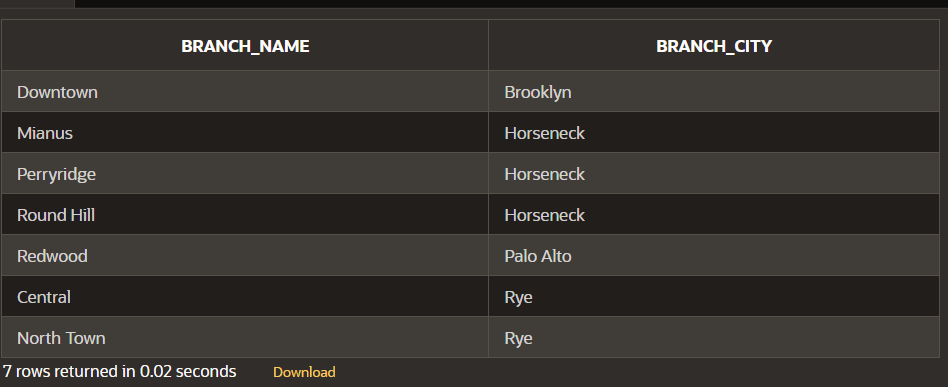 BRANCH_NAME BRANCH_CITY
Downtown Brooklyn
Mianus Horseneck
Perryridge Horseneck
Round Hill Horseneck
Redwood Palo Alto
Central Rye
North Town Rye
7 rows returned in 0.02 seconds Download